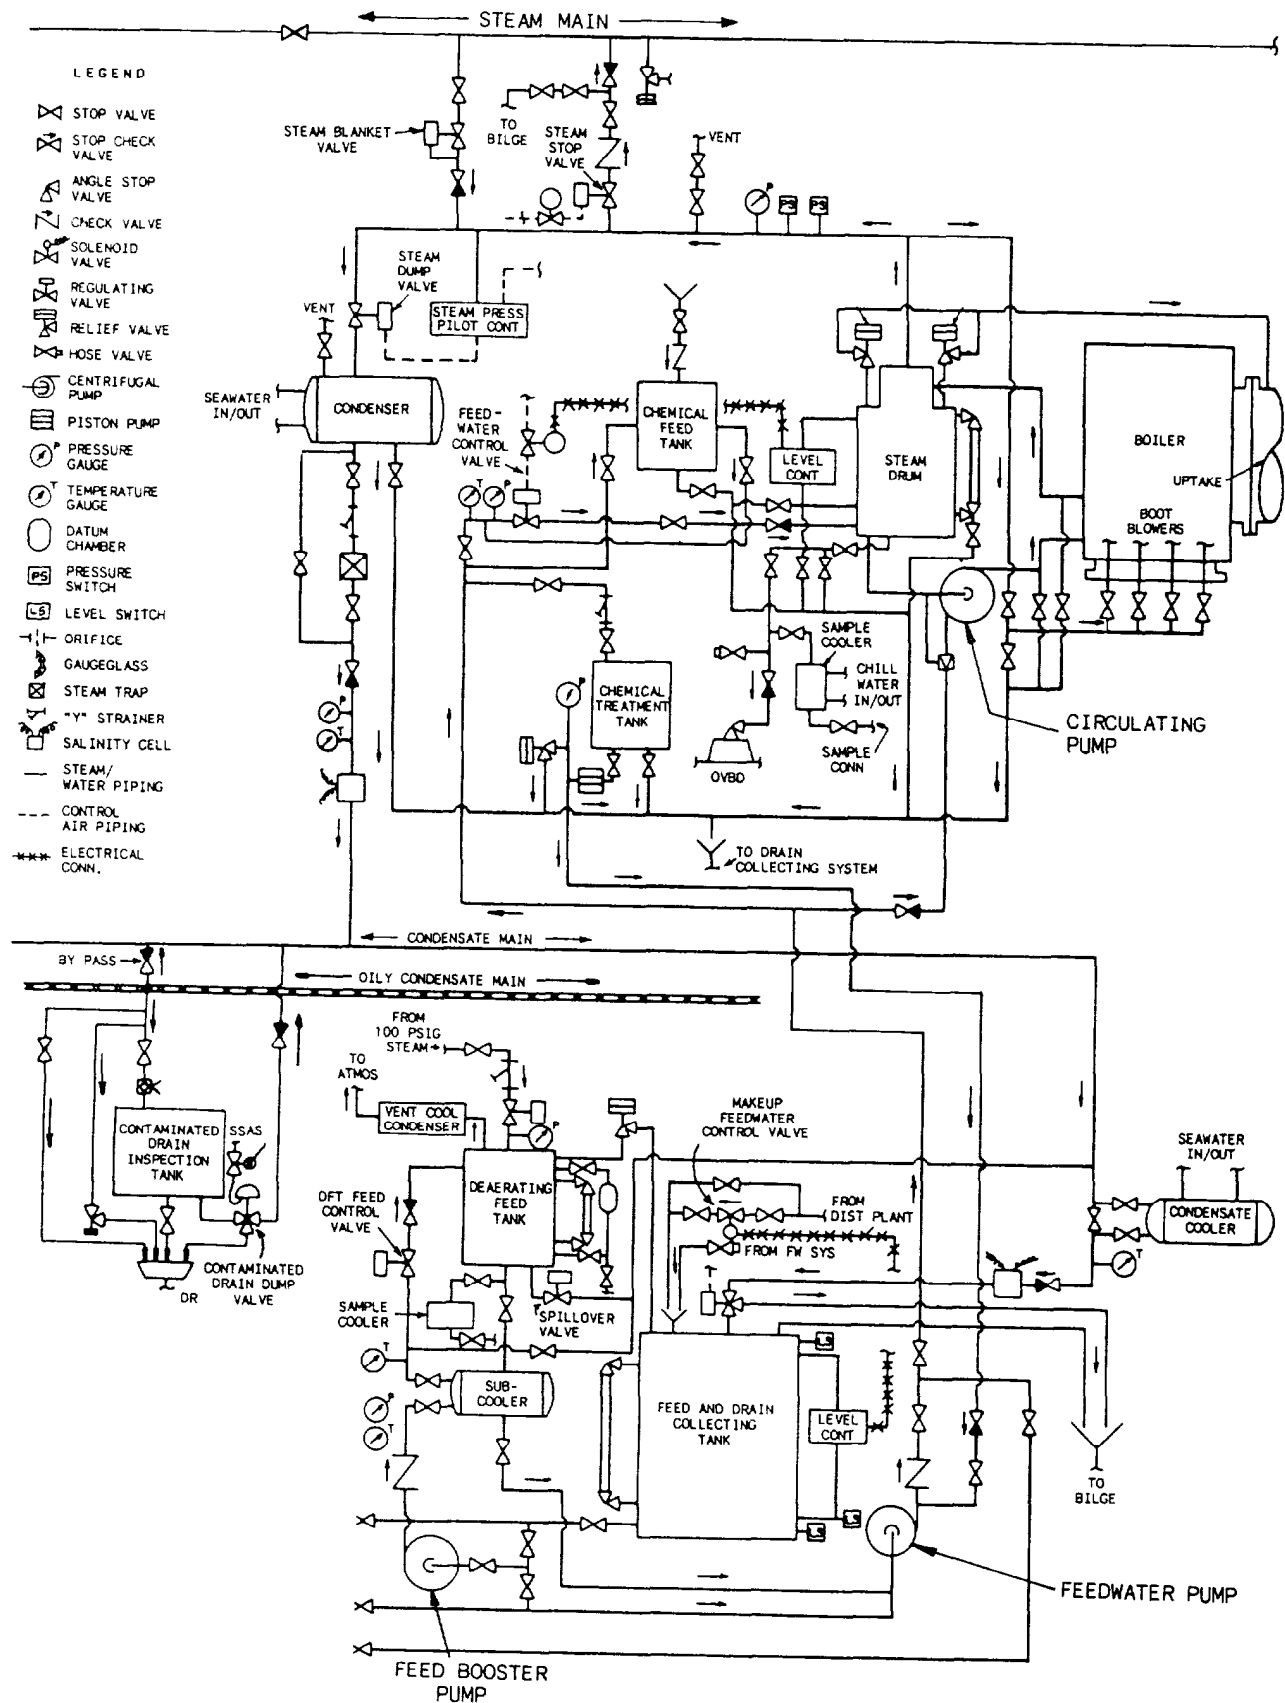 STEAM MAIN
LEGEND
STOP VALVE
STOP CHECK
VALVE
ANGLE STOP
VALVE
CHECK VALVE
SOLENOID
VALVE
REGULATING
VALVE
RELIEF VALVE
HOSE VALVE
CENTRIFUGAL
PUMP
PISTON PUMP
P
PRESSURE
GAUGE
T
TEMPERATURE
GAUGE
DATUM
CHAMBER
PS
PRESSURE
SWITCH
LS
LEVEL SWITCH
ORIFICE
GAUGEGLASS
STEAM TRAP
"Y" STRAINER
SALINITY CELL
STEAM/
WATER PIPING
CONTROL
AIR PIPING
ELECTRICAL
CONN.
STEAM BLANKET
VALVE
TO
BILGE
STEAM
STOP
VALVE
VENT
P
PS
PS
STEAM
DUMP
VALVE
VENT
STEAM PRESS
PILOT CONT
SEAWATER
IN/OUT
CONDENSER
FEED-
WATER
CONTROL
VALVE
CHEMICAL
FEED
TANK
LEVEL
CONT
STEAM
DRUM
BOILER
UPTAKE
BOOT
BLOWERS
T
P
CHEMICAL
TREATMENT
TANK
P
SAMPLE
COOLER
CHILL
WATER
IN/OUT
SAMPLE
CONN
OVBD
CIRCULATING
PUMP
P
T
TO DRAIN
COLLECTING SYSTEM
CONDENSATE MAIN
BY PASS
OILY CONDENSATE MAIN
FROM
100 PSIG
STEAM
TO
ATMOS
VENT COOL
CONDENSER
P
MAKEUP
FEEDWATER
CONTROL VALVE
SEAWATER
IN/OUT
CONTAMINATED
DRAIN
INSPECTION
TANK
SSAS
DFT FEED
CONTROL
VALVE
DEAERATING
FEED
TANK
FROM
DIST PLANT
FROM FW SYS
CONDENSATE
COOLER
T
CONTAMINATED
DRAIN DUMP
VALVE
DR
SAMPLE
COOLER
SPILLOVER
VALVE
T
P
T
SUB-
COOLER
LS
FEED AND DRAIN
COLLECTING
TANK
LEVEL
CONT
LS
LS
TO
BILGE
FEEDWATER PUMP
FEED BOOSTER
PUMP